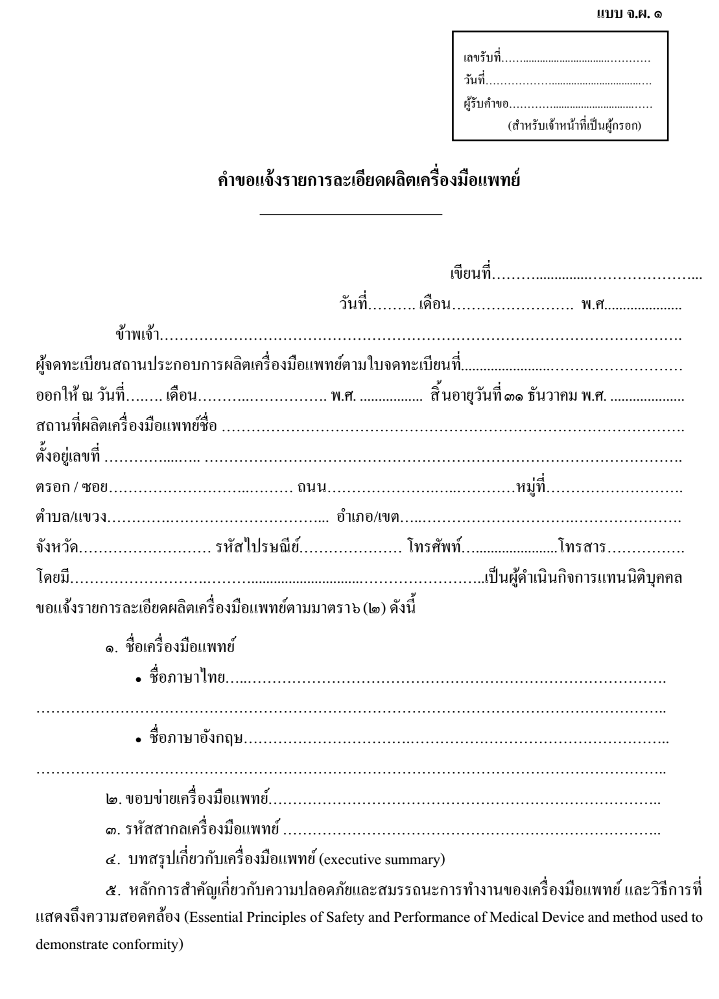 แบบ จ.ผ. ๑
เลขรับที่……................................…………
วันที่………………................................….
ผู้รับคำขอ…………..............................……
(สำหรับเจ้าหน้าที่เป็นผู้กรอก)
คำขอแจ้งรายการละเอียดผลิตเครื่องมือแพทย์
เขียนที่………...............…………………...
วันที่………. เดือน……………………. พ.ศ.....................
ข้าพเจ้า…………………………………………………………………………………………….
ผู้จดทะเบียนสถานประกอบการผลิตเครื่องมือแพทย์ตามใบจดทะเบียนที่........................………………………
ออกให้ ณ วันที่…..…. เดือน………..……………. พ.ศ. ................. สิ้นอายุวันที่ ๓๑ ธันวาคม พ.ศ. ....................
สถานที่ผลิตเครื่องมือแพทย์ชื่อ ………………………………………………………………………………….
ตั้งอยู่เลขที่ …………....….. …………………………………………………………………………………….
ตรอก / ซอย………………………..……… ถนน………………….…..…………หมู่ที่……………………….
ตำบล/แขวง………….…………………………... อำเภอ/เขต…..………………………….………………….
จังหวัด……………………… รหัสไปรษณีย์………………… โทรศัพท์….......................โทรสาร…………….
โดยมี……………………….………..............................……………………..เป็นผู้ดำเนินกิจการแทนนิติบุคคล
ขอแจ้งรายการละเอียดผลิตเครื่องมือแพทย์ตามมาตรา ๖ (๒) ดังนี้
๑. ชื่อเครื่องมือแพทย์
• ชื่อภาษาไทย…..………………………………………………………………………….
………………………………………………………………………………………………………………..
• ชื่อภาษาอังกฤษ…………………………….……………………………………………..
………………………………………………………………………………………………………………..
๒. ขอบข่ายเครื่องมือแพทย์……………………………………………………………………..
๓. รหัสสากลเครื่องมือแพทย์ …………………………………………………………………..
๔. บทสรุปเกี่ยวกับเครื่องมือแพทย์ (executive summary)
๕. หลักการสำคัญเกี่ยวกับความปลอดภัยและสมรรถนะการทำงานของเครื่องมือแพทย์ และวิธีการที่
แสดงถึงความสอดคล้อง (Essential Principles of Safety and Performance of Medical Device and method used to
demonstrate conformity)